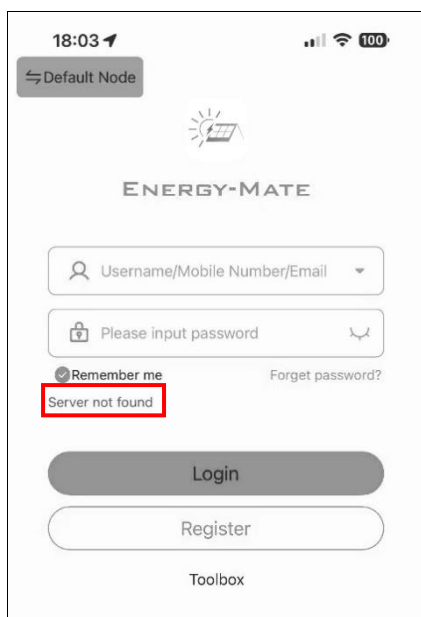 18:03
100
Default Node
ENERGY-MATE
Username/Mobile Number/Email
Please input password
Remember me
Forget password?
Server not found
Login
Register
Toolbox